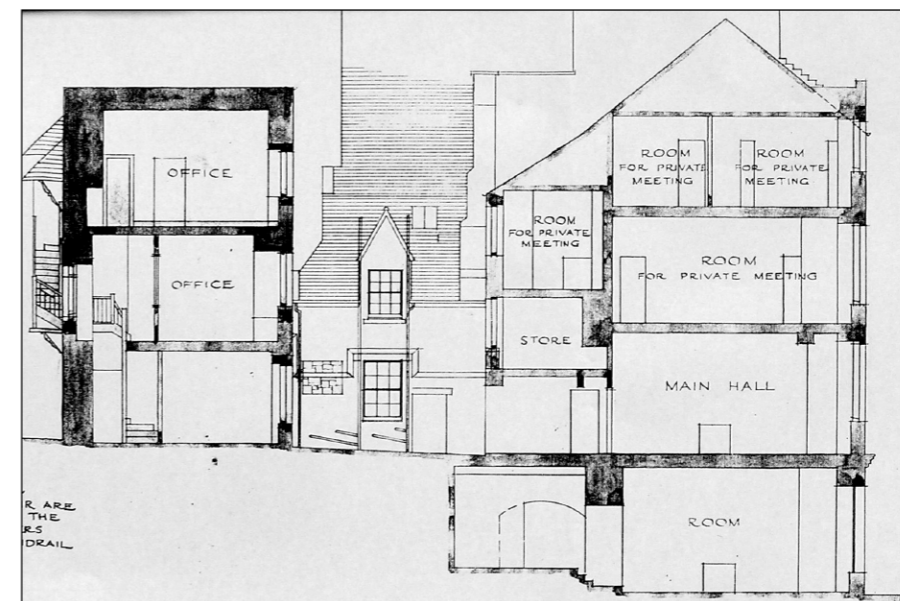 OFFICE
OFFICE
ROOM
FOR PRIVATE
MEETING
STORE
ROOM
FOR PRIVATE
MEETING
ROOM
FOR PRIVATE
MEETING
ROOM
FOR PRIVATE MEETING
MAIN HALL
ROOM
R ARE
THE
RS
DRAIL